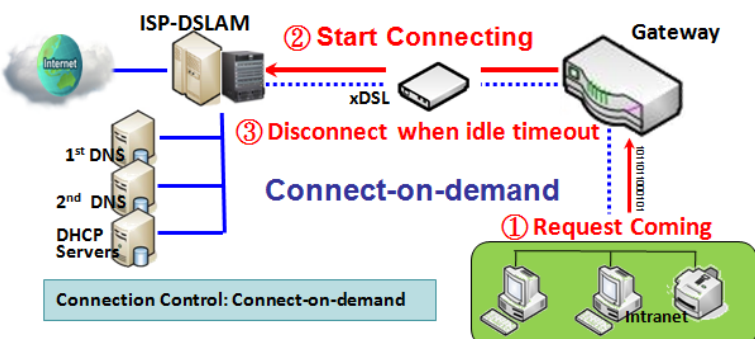 ISP-DSLAM
② Start Connecting
Gateway
Internet
xDSL
③ Disconnect when idle timeout
1st DNS
101101000101
2nd DNS
Connect-on-demand
① Request Coming
DHCP
Servers
Connection Control: Connect-on-demand
Intranet